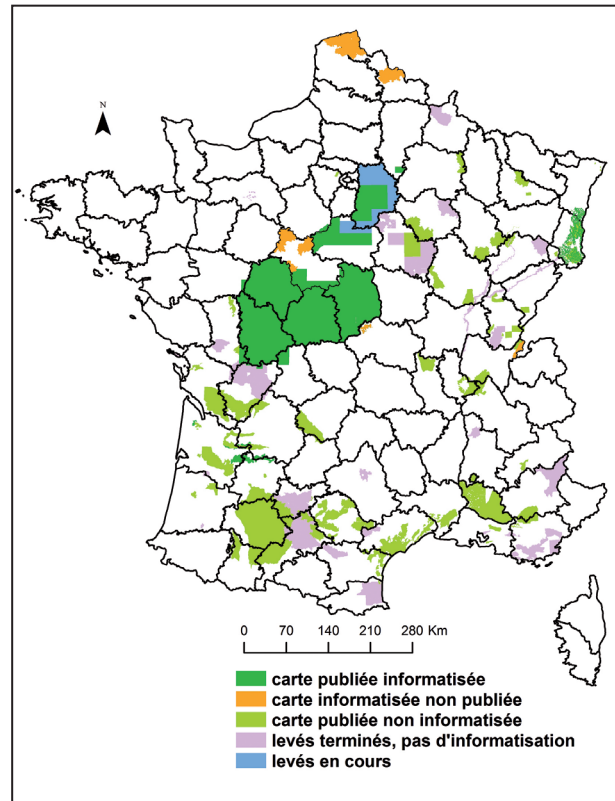 N
0 70 140 210 280 Km
carte publiée informatisée
carte informatisée non publiée
carte publiée non informatisée
levés terminés, pas d'informatisation
levés en cours